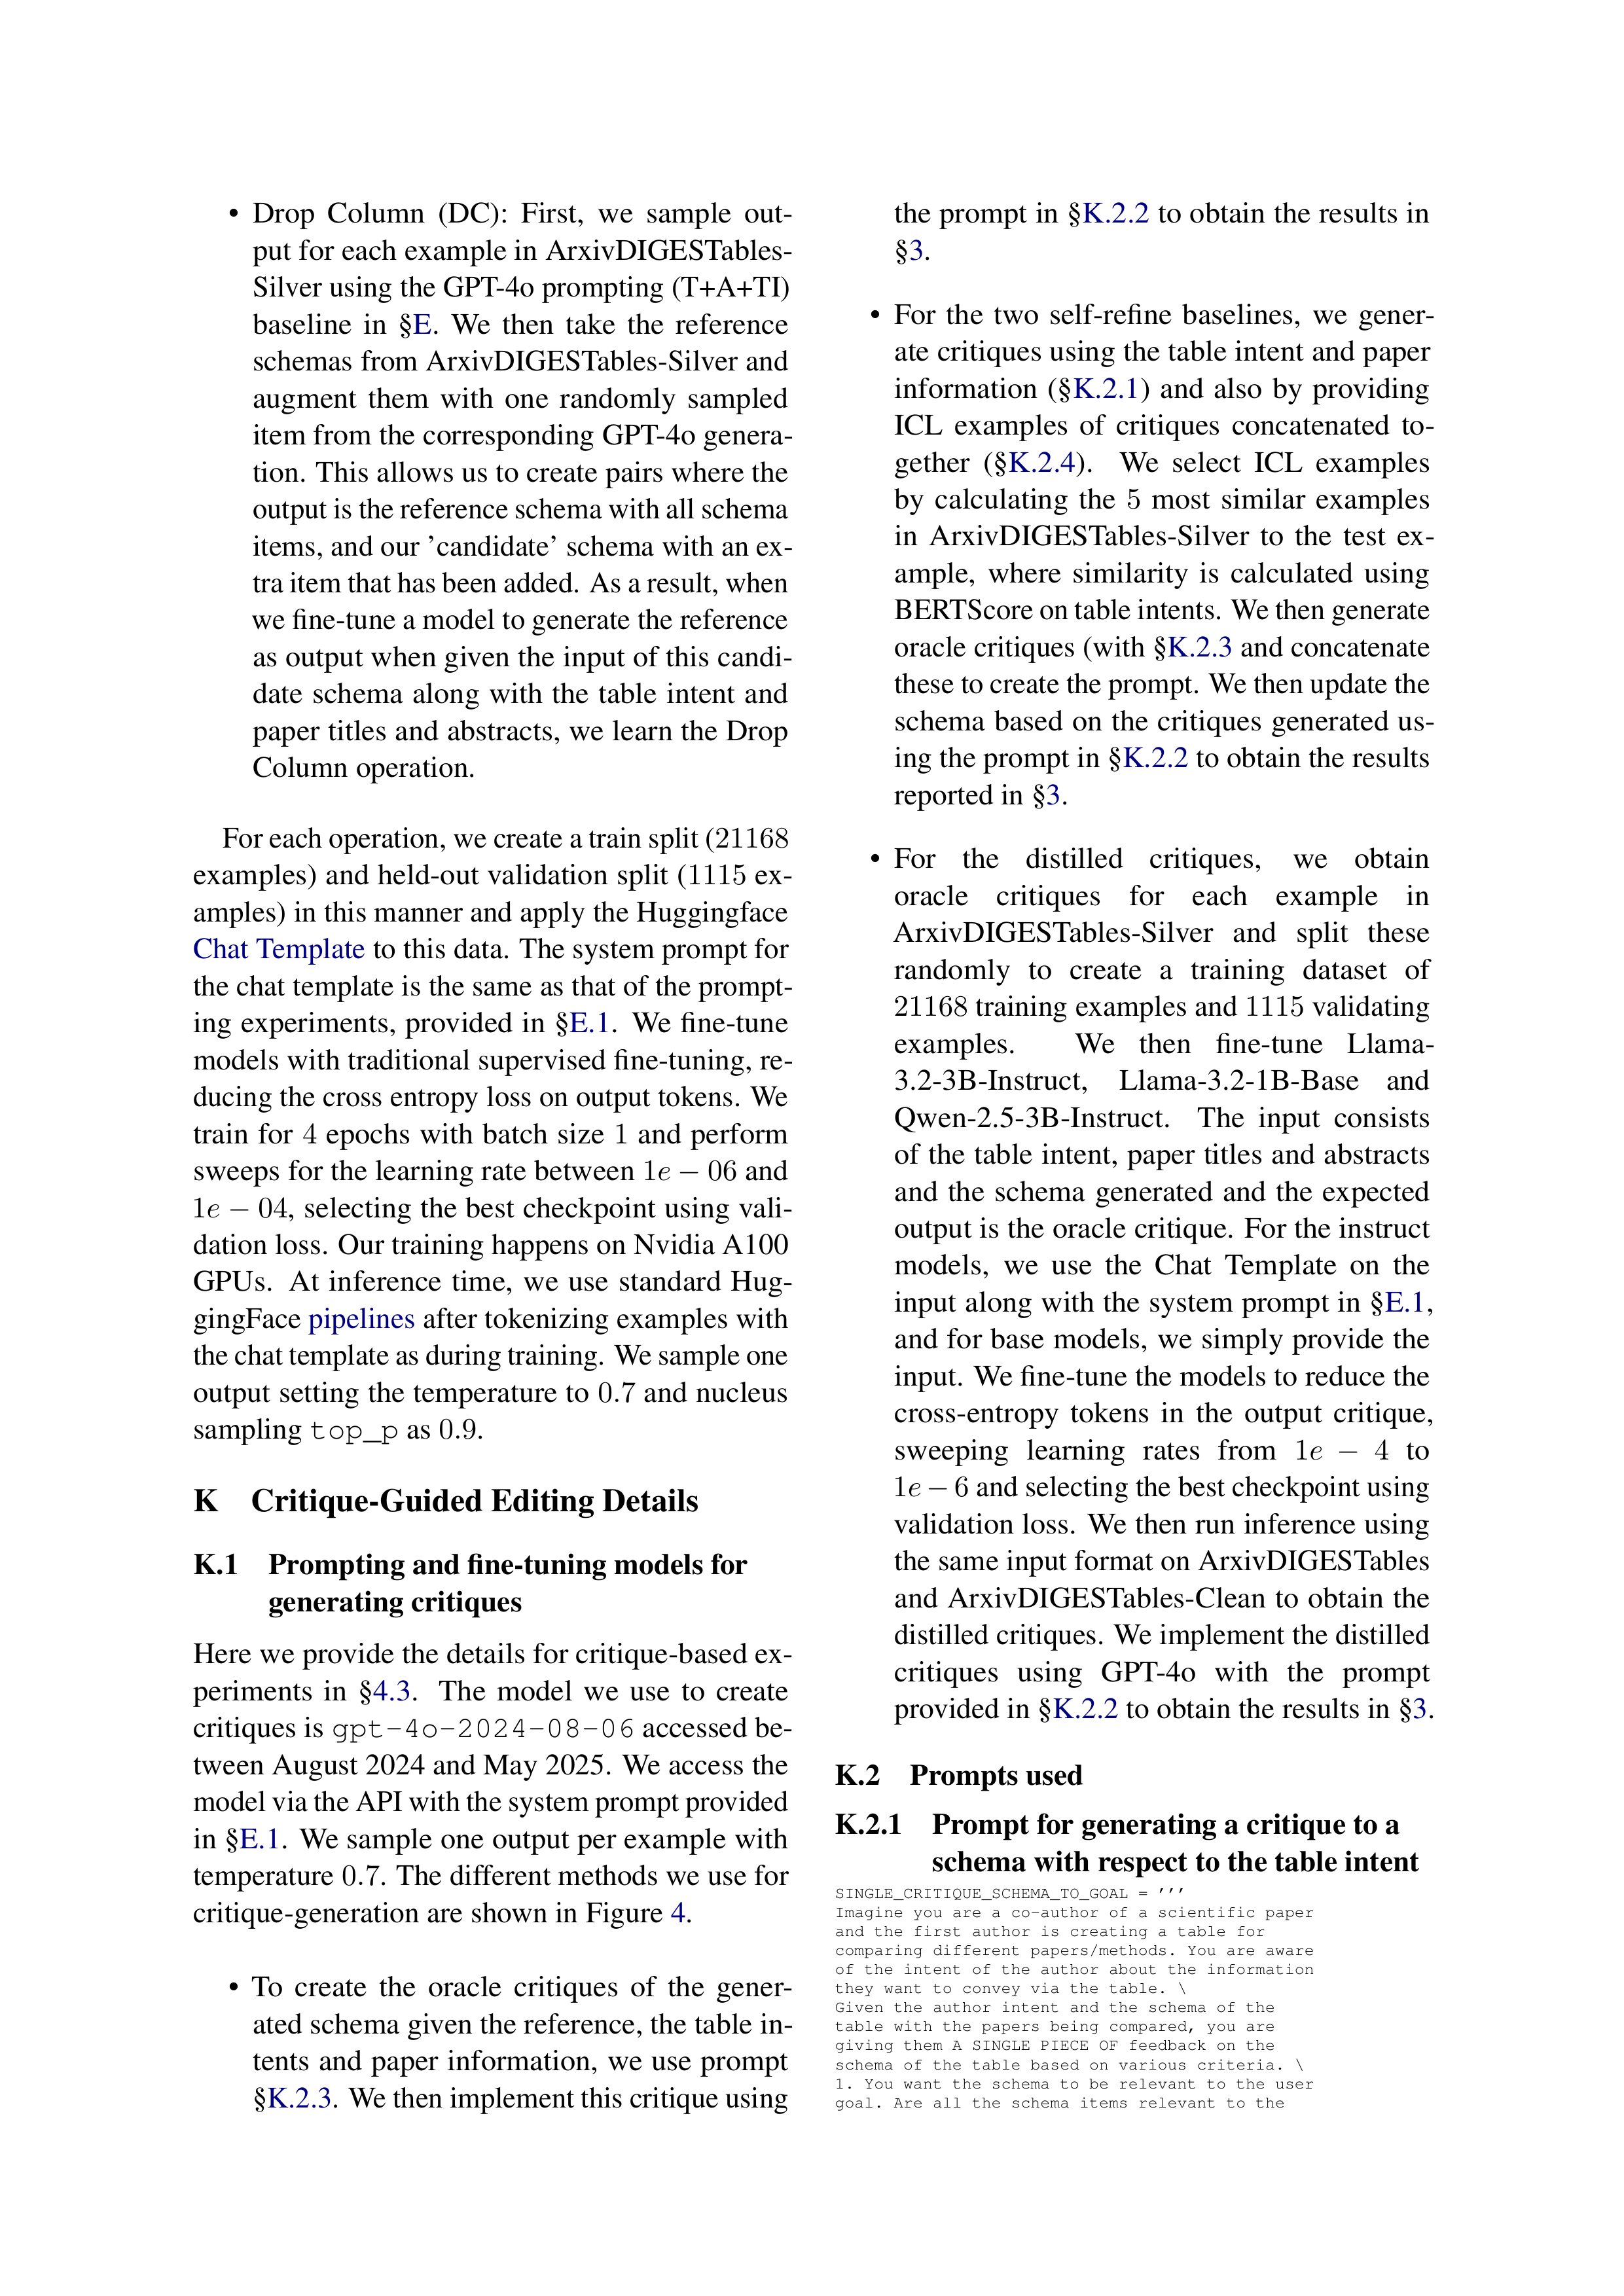 • Drop Column (DC): First, we sample out-
put for each example in ArxivDIGESTables-
Silver using the GPT-4o prompting (T+A+TI)
baseline in §E. We then take the reference
schemas from ArxivDIGESTables-Silver and
augment them with one randomly sampled
item from the corresponding GPT-4o genera-
tion. This allows us to create pairs where the
output is the reference schema with all schema
items, and our ’candidate’ schema with an ex-
tra item that has been added. As a result, when
we fine-tune a model to generate the reference
as output when given the input of this candi-
date schema along with the table intent and
paper titles and abstracts, we learn the Drop
Column operation.
For each operation, we create a train split (21168
examples) and held-out validation split (1115 ex-
amples) in this manner and apply the Huggingface
Chat Template to this data. The system prompt for
the chat template is the same as that of the prompt-
ing experiments, provided in §E.1. We fine-tune
models with traditional supervised fine-tuning, re-
ducing the cross entropy loss on output tokens. We
train for 4 epochs with batch size 1 and perform
sweeps for the learning rate between 1e − 06 and
1e − 04, selecting the best checkpoint using vali-
dation loss. Our training happens on Nvidia A100
GPUs. At inference time, we use standard Hug-
gingFace pipelines after tokenizing examples with
the chat template as during training. We sample one
output setting the temperature to 0.7 and nucleus
sampling top_p as 0.9.
K Critique-Guided Editing Details
K.1 Prompting and fine-tuning models for
generating critiques
Here we provide the details for critique-based ex-
periments in §4.3. The model we use to create
critiques is gpt-4o-2024-08-06 accessed be-
tween August 2024 and May 2025. We access the
model via the API with the system prompt provided
in §E.1. We sample one output per example with
temperature 0.7. The different methods we use for
critique-generation are shown in Figure 4.
• To create the oracle critiques of the gener-
ated schema given the reference, the table in-
tents and paper information, we use prompt
§K.2.3. We then implement this critique using
the prompt in §K.2.2 to obtain the results in
§3.
• For the two self-refine baselines, we gener-
ate critiques using the table intent and paper
information (§K.2.1) and also by providing
ICL examples of critiques concatenated to-
gether (§K.2.4). We select ICL examples
by calculating the 5 most similar examples
in ArxivDIGESTables-Silver to the test ex-
ample, where similarity is calculated using
BERTScore on table intents. We then generate
oracle critiques (with §K.2.3 and concatenate
these to create the prompt. We then update the
schema based on the critiques generated us-
ing the prompt in §K.2.2 to obtain the results
reported in §3.
• For the distilled critiques, we obtain
oracle critiques for each example in
ArxivDIGESTables-Silver and split these
randomly to create a training dataset of
21168 training examples and 1115 validating
examples. We then fine-tune Llama-
3.2-3B-Instruct, Llama-3.2-1B-Base and
Qwen-2.5-3B-Instruct. The input consists
of the table intent, paper titles and abstracts
and the schema generated and the expected
output is the oracle critique. For the instruct
models, we use the Chat Template on the
input along with the system prompt in §E.1,
and for base models, we simply provide the
input. We fine-tune the models to reduce the
cross-entropy tokens in the output critique,
sweeping learning rates from 1e − 4 to
1e − 6 and selecting the best checkpoint using
validation loss. We then run inference using
the same input format on ArxivDIGESTables
and ArxivDIGESTables-Clean to obtain the
distilled critiques. We implement the distilled
critiques using GPT-4o with the prompt
provided in §K.2.2 to obtain the results in §3.
K.2 Prompts used
K.2.1 Prompt for generating a critique to a
schema with respect to the table intent
SINGLE_CRITIQUE_SCHEMA_TO_GOAL = ’’’
Imagine you are a co-author of a scientific paper
and the first author is creating a table for
comparing different papers/methods. You are aware
of the intent of the author about the information
they want to convey via the table. \
Given the author intent and the schema of the
table with the papers being compared, you are
giving them A SINGLE PIECE OF feedback on the
schema of the table based on various criteria. \
1. You want the schema to be relevant to the user
goal. Are all the schema items relevant to the